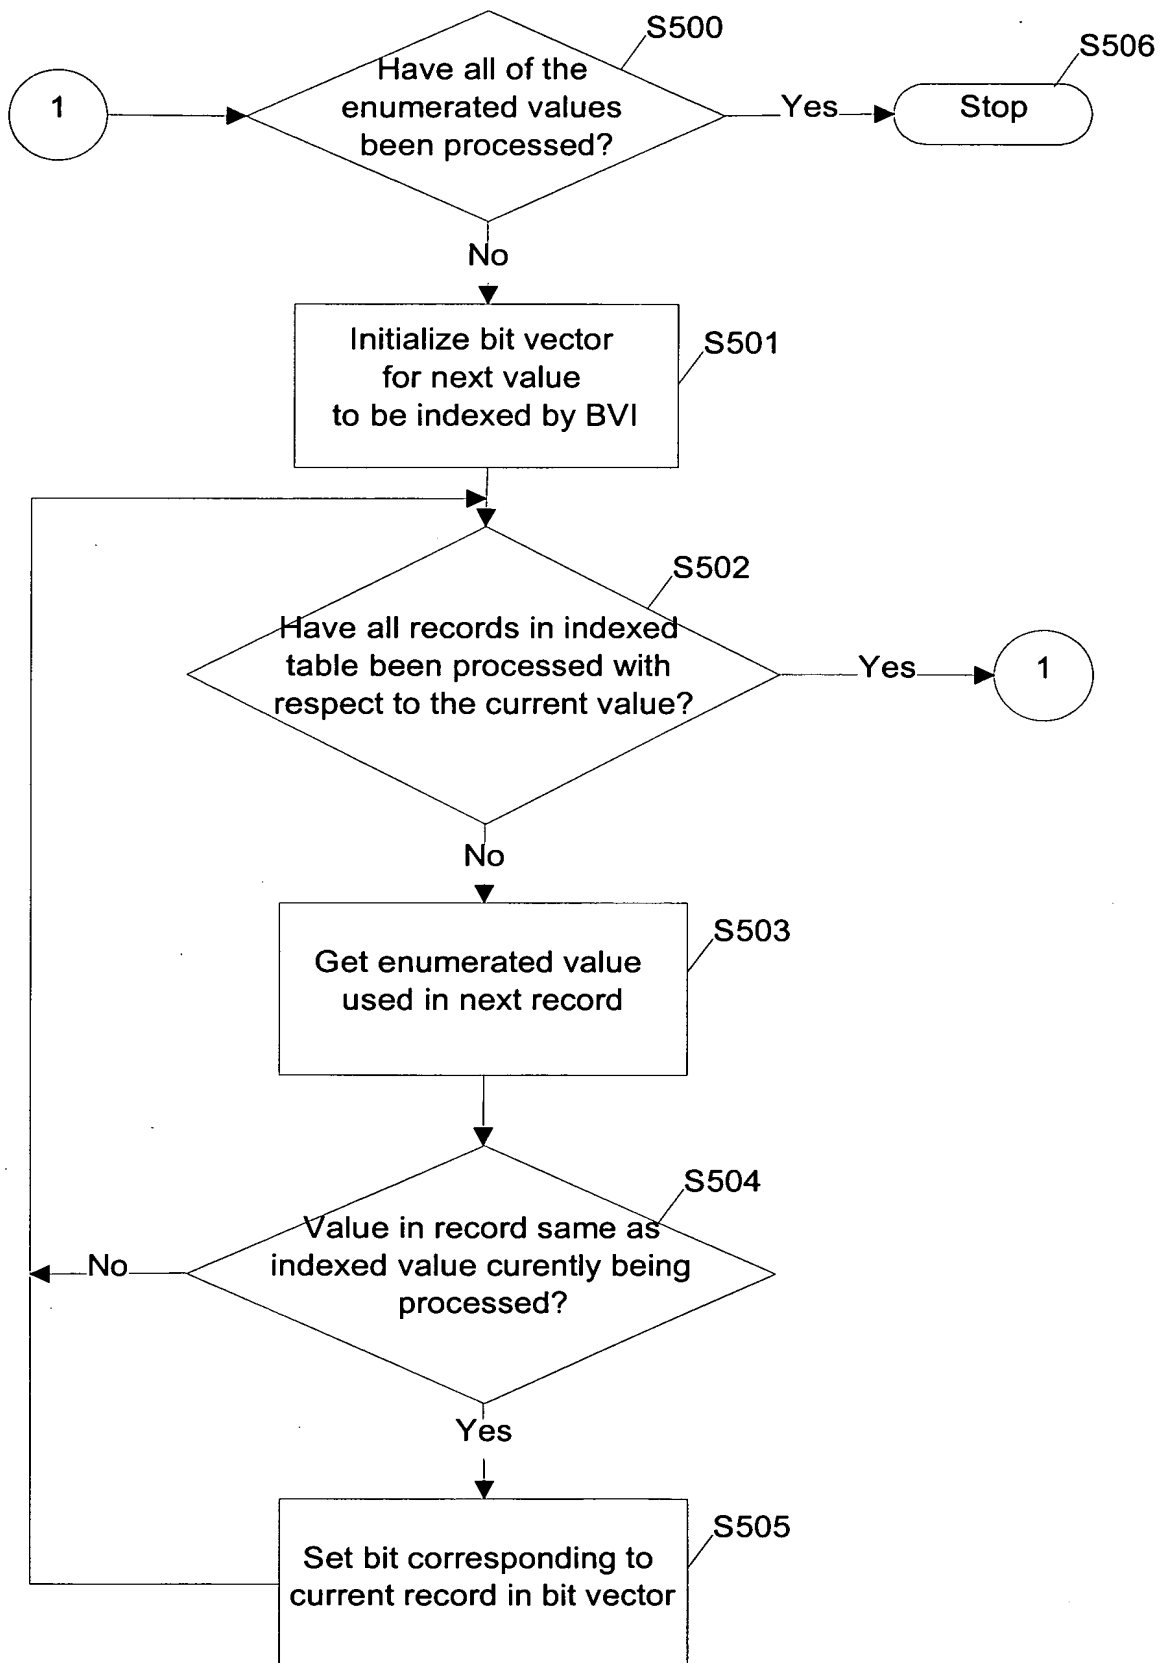 S500
S506
1
Have all of the
enumerated values
been processed?
Yes
Stop
No
Initialize bit vector
for next value
to be indexed by BVI
S501
S502
Have all records in indexed
table been processed with
respect to the current value?
Yes
1
No
S503
Get enumerated value
used in next record
S504
Value in record same as
indexed value curently being
processed?
No
Yes
S505
Set bit corresponding to
current record in bit vector